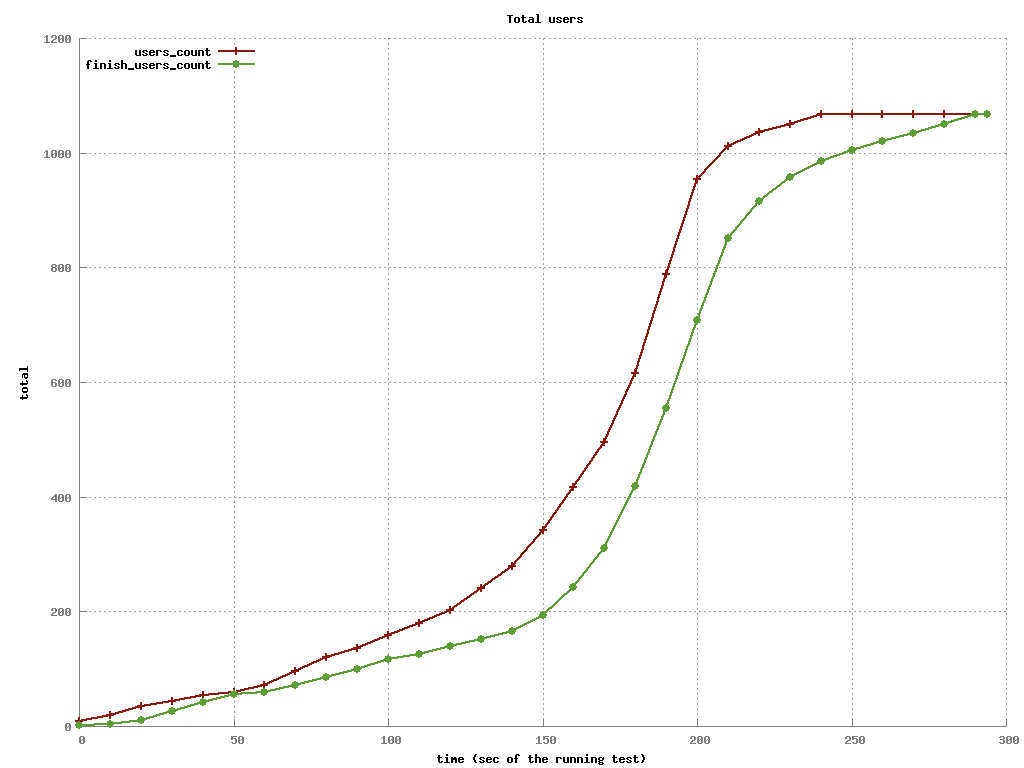 Total users
1200
users_count
finish_users_count
1000
800
total
600
400
200
0
0 50 100 150 200 250 300
time (sec of the running test)